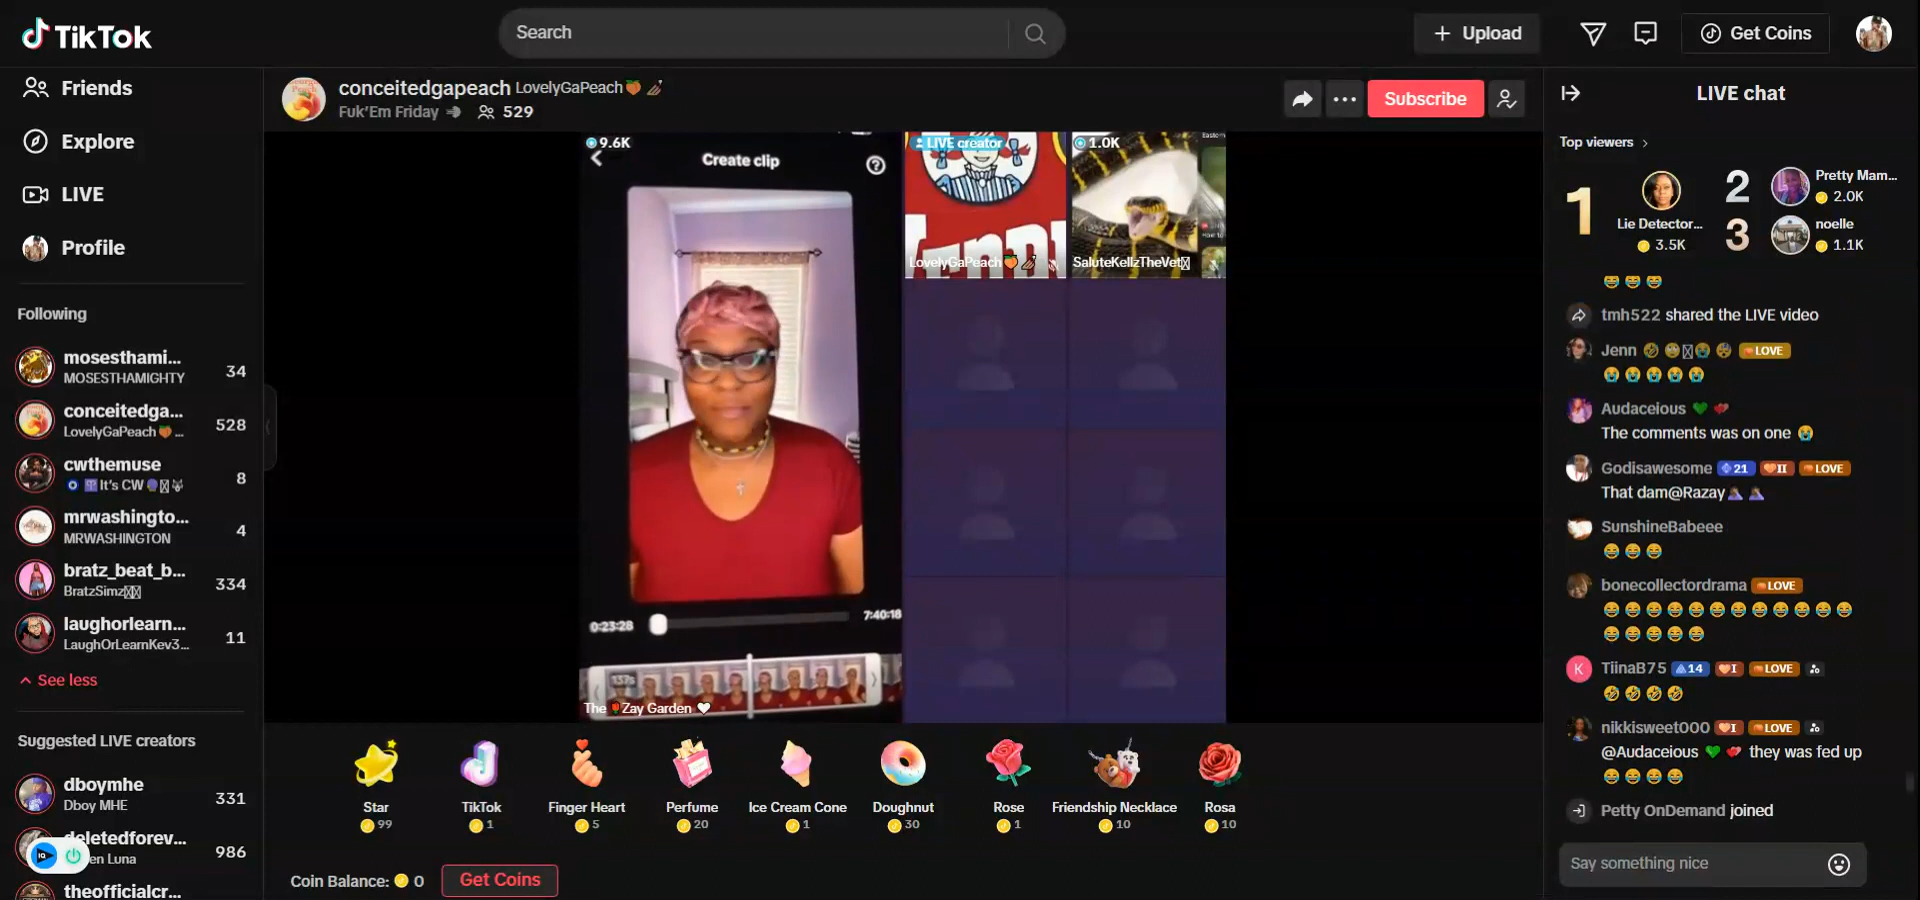 TikTok
Search
Upload
Get Coins
Friends
Explore
LIVE
Profile
Following
mosesthami...
MOSESTHAMIGHTY
34
conceitedga...
LovelyGaPeach ...
528
cwthemuse
It's CW
8
mrwashingto...
MRWASHINGTON
4
bratz_beat_b...
BratzSimz
334
laughorlearn...
LaughOrLearnKev3...
11
See less
Suggested LIVE creators
dboymhe
Dboy MHE
331
deletedforev...
en Luna
986
theofficialcr...
conceitedgapeach LovelyGaPeach
Fuk'Em Friday 529
Subscribe
9.6K
Create clip
LIVE creator
1.0K
LovelyGaPeach
SaluteKellzTheVet
0:23:28
7:40:18
137s
The Zay Garden
Star
99
TikTok
1
Finger Heart
5
Perfume
20
Ice Cream Cone
1
Doughnut
30
Rose
1
Friendship Necklace
10
Rosa
10
Coin Balance: 0
Get Coins
LIVE chat
Top viewers
1
Lie Detector...
3.5K
2
Pretty Mam...
2.0K
3
noelle
1.1K
tmh522 shared the LIVE video
Jenn LOVE
Audaceious
The comments was on one
Godisawesome 21 II LOVE
That dam@Razay
SunshineBabeee
bonecollectordrama LOVE
K
TiinaB75 14 I LOVE
nikkisweet000 I LOVE
@Audaceious they was fed up
Petty OnDemand joined
Say something nice